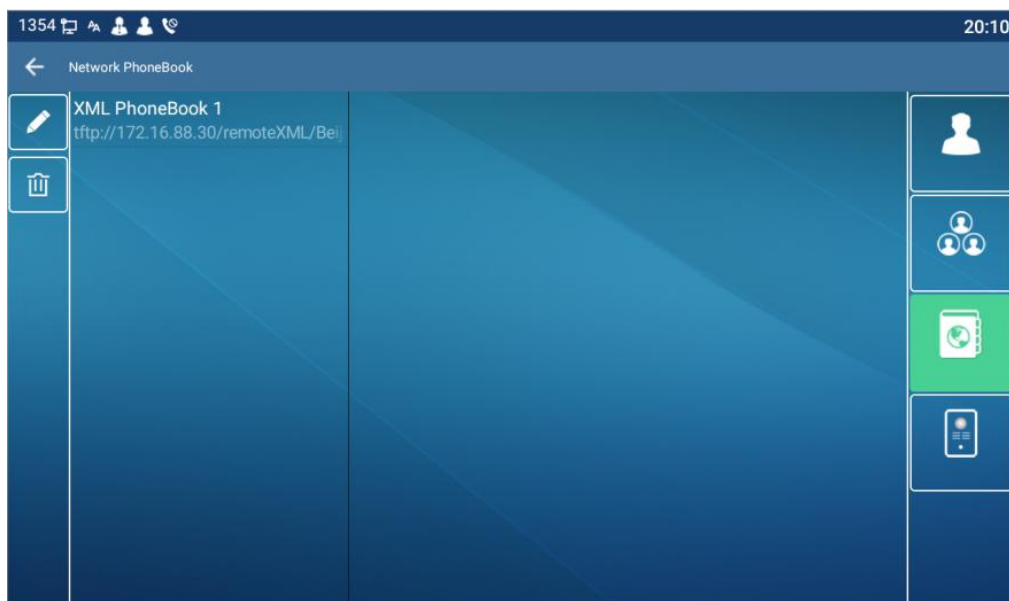 1354
20:10
Network PhoneBook
XML PhoneBook 1
tftp://172.16.88.30/remoteXML/Bei